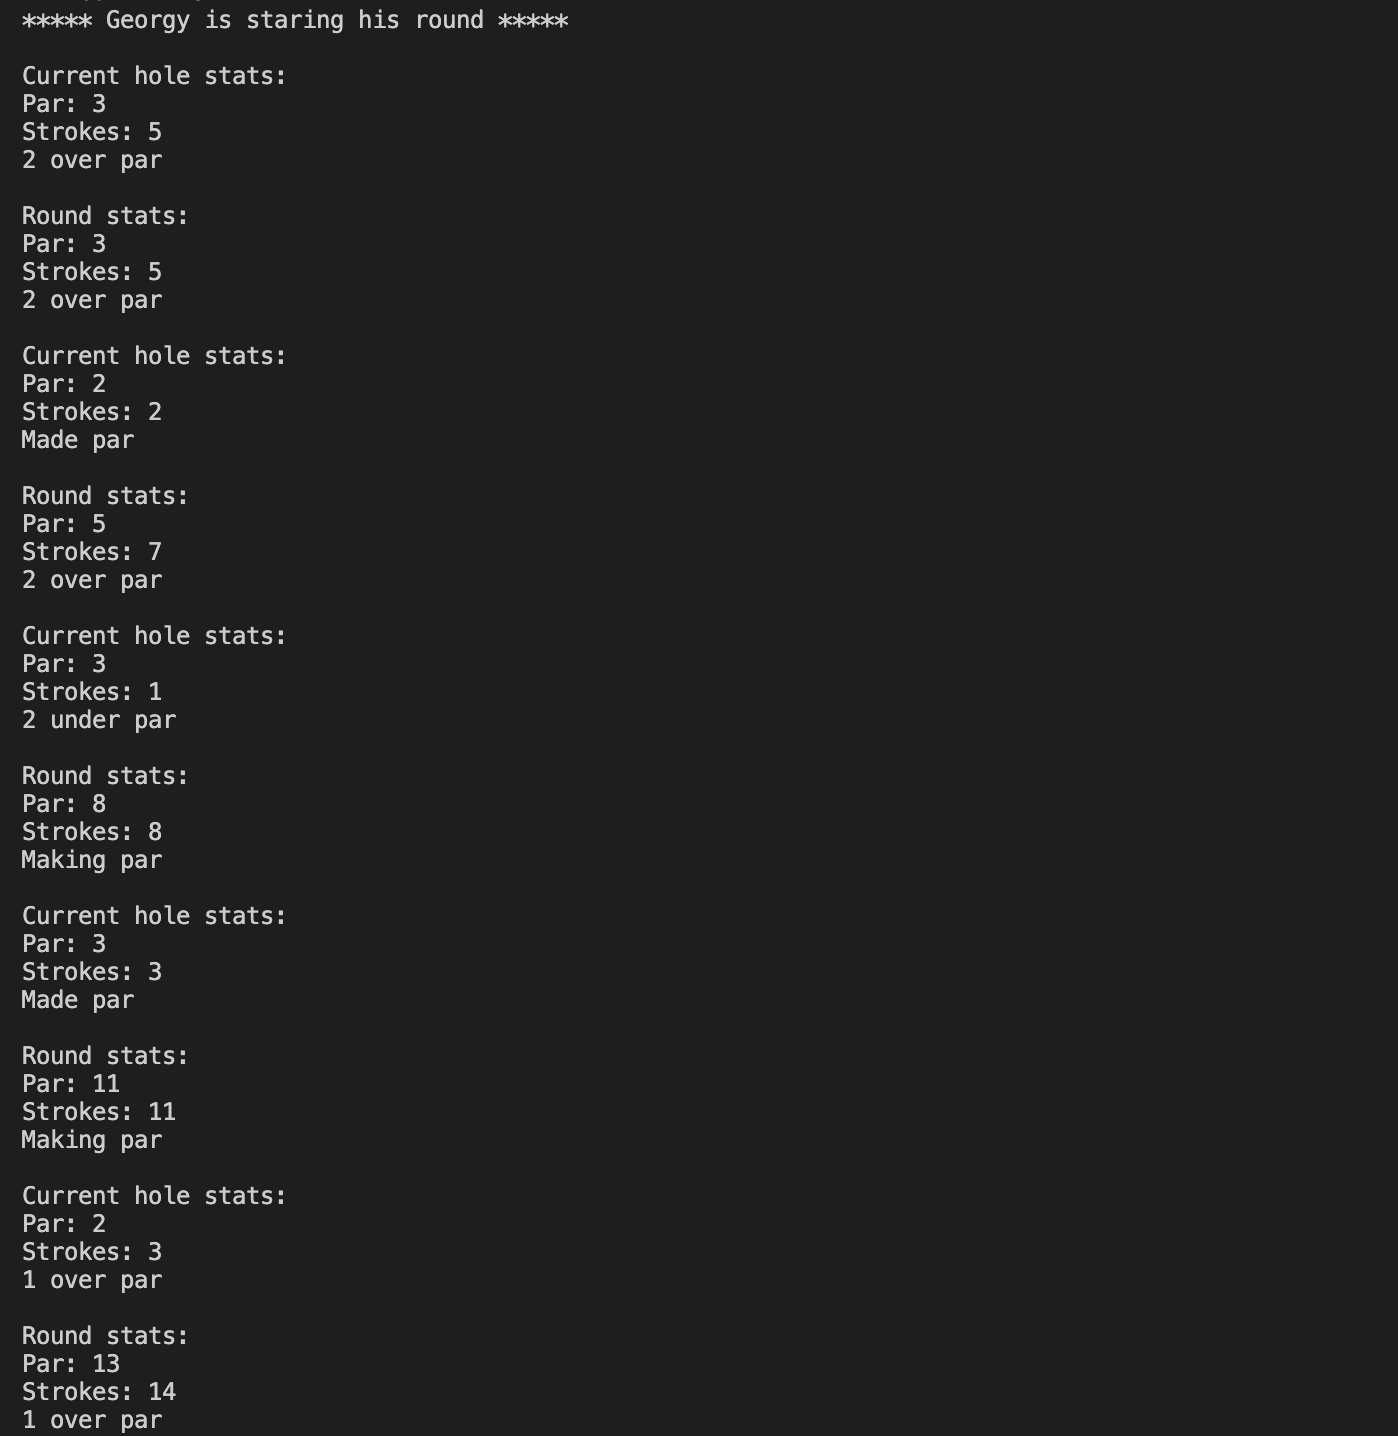 ***** Georgy is staring his round *****
Current hole stats:
Par: 3
Strokes: 5
2 over par
Round stats:
Par: 3
Strokes: 5
2 over par
Current hole stats:
Par: 2
Strokes: 2
Made par
Round stats:
Par: 5
Strokes: 7
2 over par
Current hole stats:
Par: 3
Strokes: 1
2 under par
Round stats:
Par: 8
Strokes: 8
Making par
Current hole stats:
Par: 3
Strokes: 3
Made par
Round stats:
Par: 11
Strokes: 11
Making par
Current hole stats:
Par: 2
Strokes: 3
1 over par
Round stats:
Par: 13
Strokes: 14
1 over par